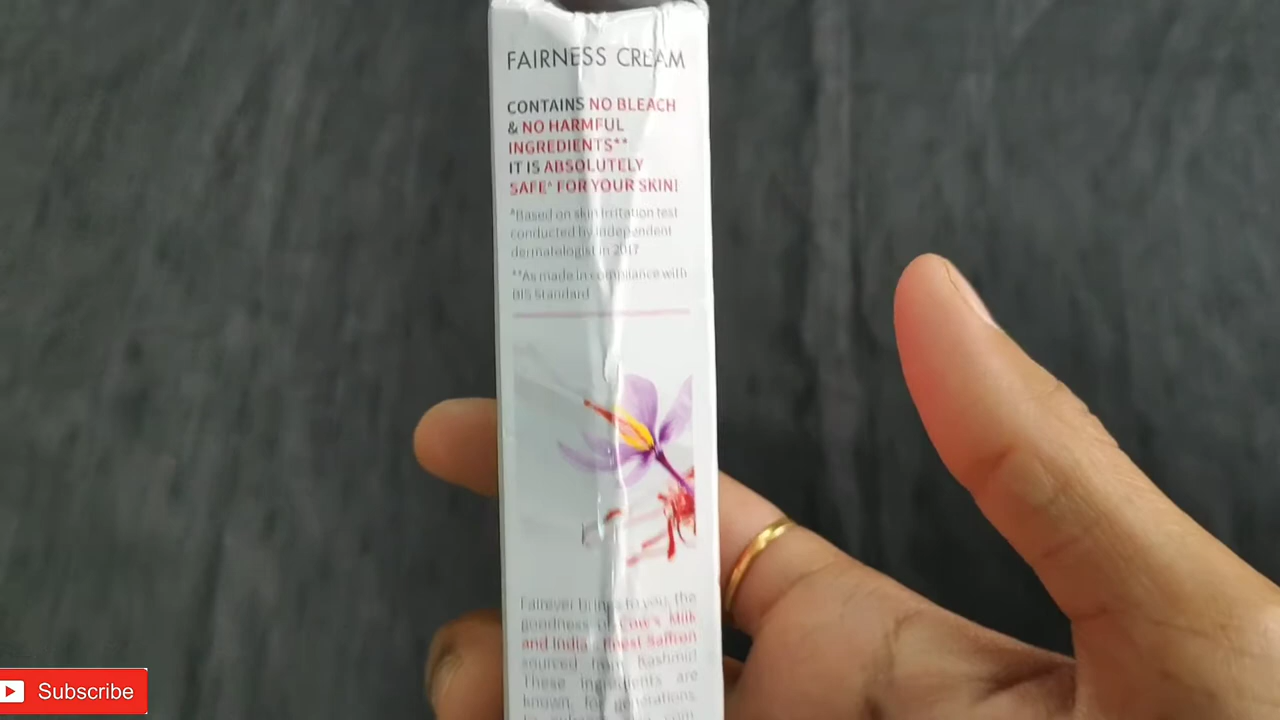 FAIRNESS CREAM
CONTAINS NO BLEACH
& NO HARMFUL
INGREDIENTS**
IT IS ABSOLUTELY
SAFE^ FOR YOUR SKIN!
^Based on skin irritation test
conducted by independent
dermatologist in 2017
**As made in compliance with
BIS Standard
Fairever brings to you, the
goodness of Cow's Milk
and India's finest Saffron
sourced from Kashmir
These ingredients are
known, for generations,
Subscribe